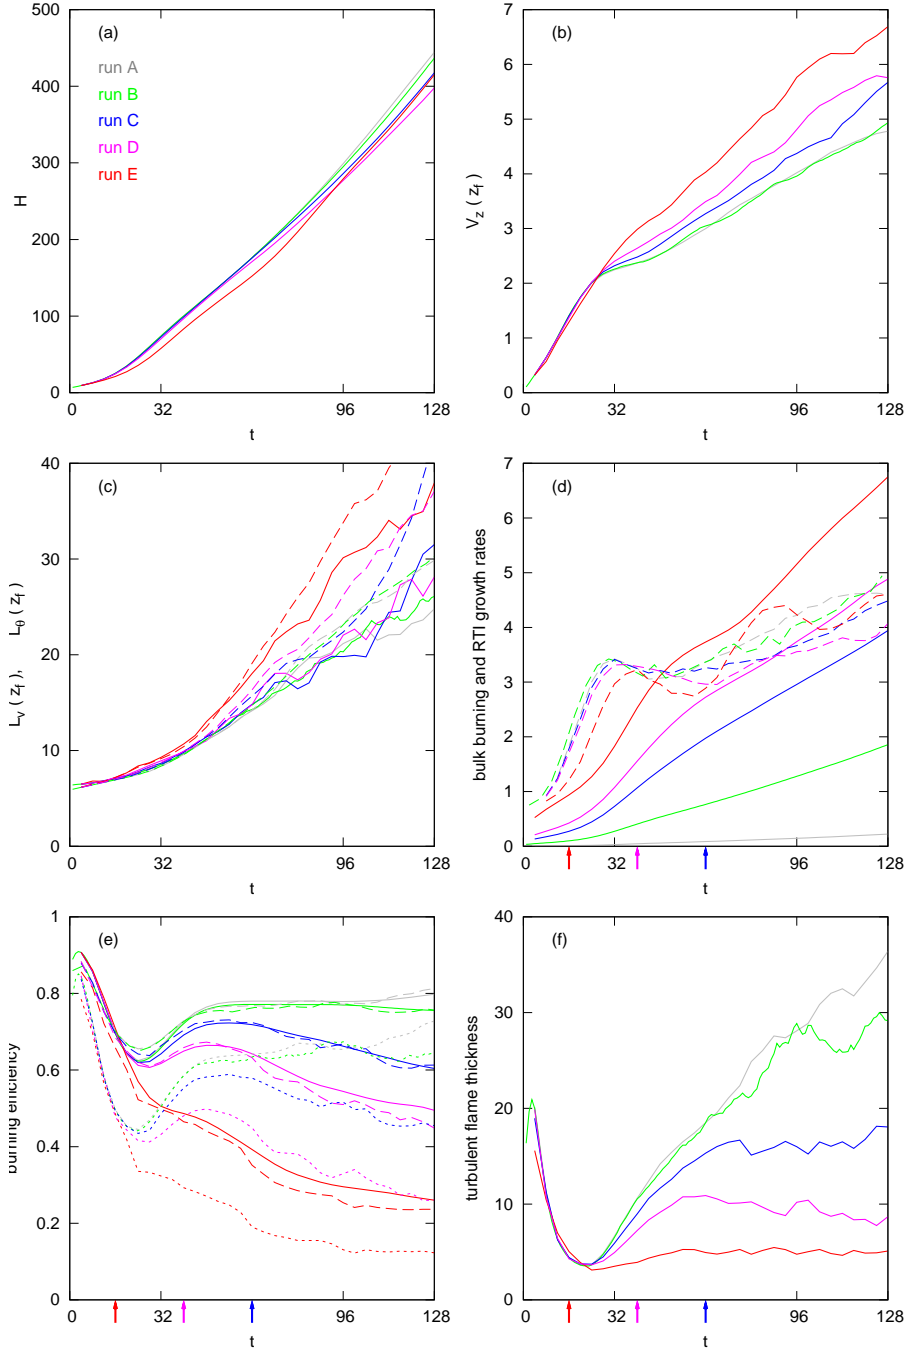 (a)
run A
run B
run C
run D
run E
H
0
100
200
300
400
500
0
32
96
128
t
(b)
V_z ( z_f )
0
1
2
3
4
5
6
7
0
32
96
128
t
(c)
L_v ( z_f ), L_θ ( z_f )
0
10
20
30
40
0
32
96
128
t
(d)
bulk burning and RTI growth rates
0
1
2
3
4
5
6
7
0
32
96
128
t
(e)
burning efficiency
0
0.2
0.4
0.6
0.8
1
0
32
96
128
t
(f)
turbulent flame thickness
0
10
20
30
40
0
32
96
128
t